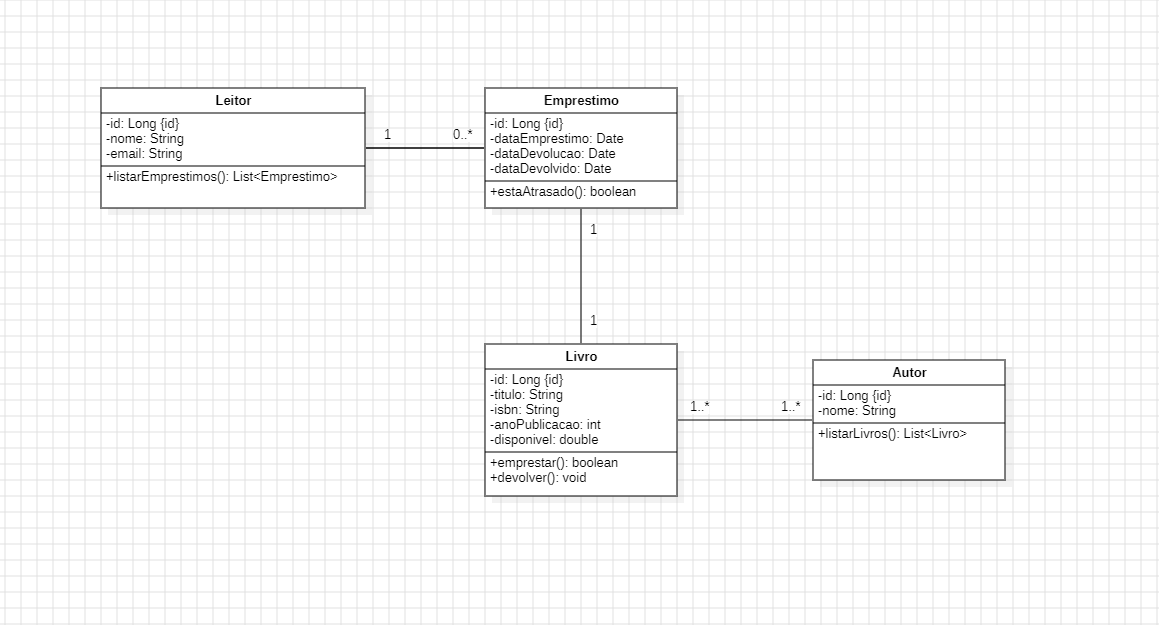 Leitor
-id: Long {id}
-nome: String
-email: String
+listarEmprestimos(): List<Emprestimo>
1
0..*
Emprestimo
-id: Long {id}
-dataEmprestimo: Date
-dataDevolucao: Date
-dataDevolvido: Date
+estaAtrasado(): boolean
1
1
Livro
-id: Long {id}
-titulo: String
-isbn: String
-anoPublicacao: int
-disponivel: double
+emprestar(): boolean
+devolver(): void
1..*
1..*
Autor
-id: Long {id}
-nome: String
+listarLivros(): List<Livro>